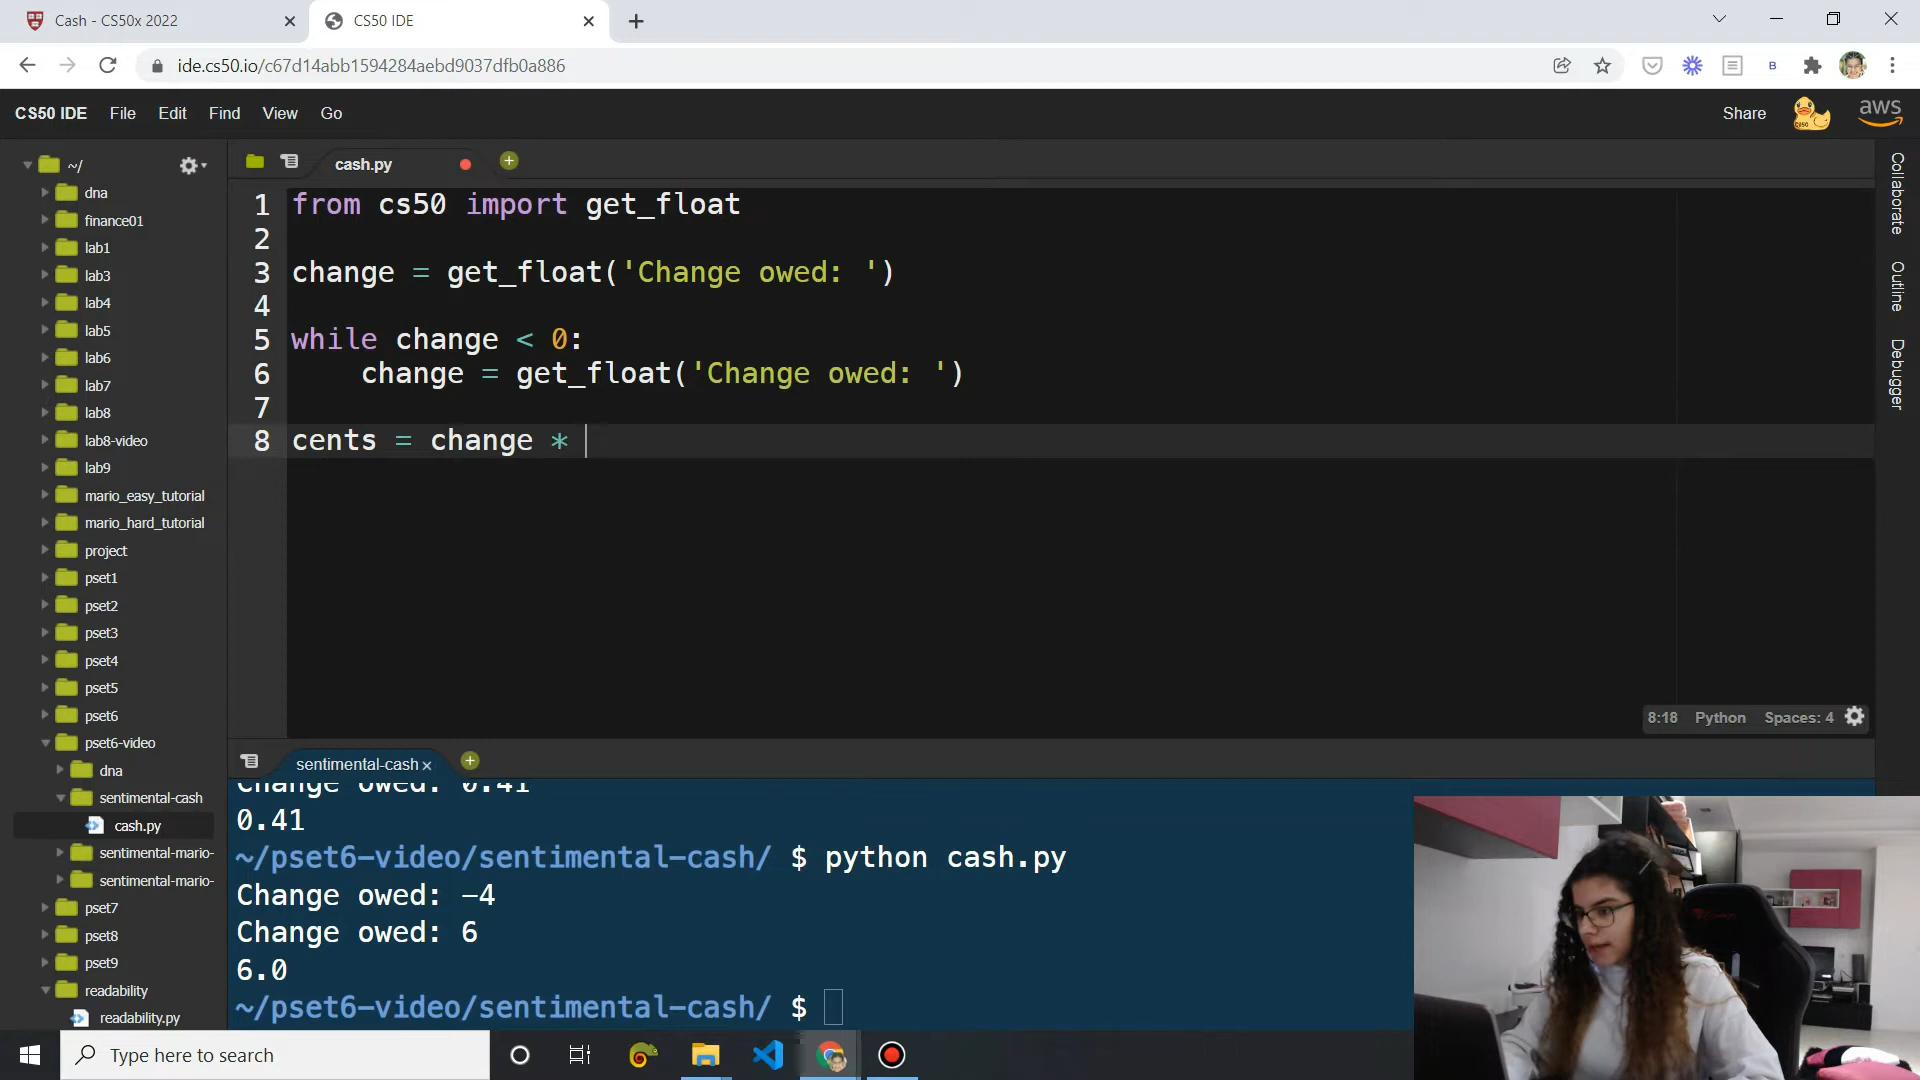 Cash - CS50x 2022
CS50 IDE
ide.cs50.io/c67d14abb1594284aebd9037dfb0a886
B
CS50 IDE File Edit Find View Go
Share
CS50
aws
~/
dna
finance01
lab1
lab3
lab4
lab5
lab6
lab7
lab8
lab8-video
lab9
mario_easy_tutorial
mario_hard_tutorial
project
pset1
pset2
pset3
pset4
pset5
pset6
pset6-video
dna
sentimental-cash
cash.py
sentimental-mario-
sentimental-mario-
pset7
pset8
pset9
readability
readability.py
cash.py
1 from cs50 import get_float
2
3 change = get_float('Change owed: ')
4
5 while change < 0:
6 change = get_float('Change owed: ')
7
8 cents = change *
8:18 Python Spaces: 4
Collaborate
Outline
Debugger
sentimental-cash
Change owed: 0.41
0.41
~/pset6-video/sentimental-cash/ $ python cash.py
Change owed: -4
Change owed: 6
6.0
~/pset6-video/sentimental-cash/ $
Type here to search